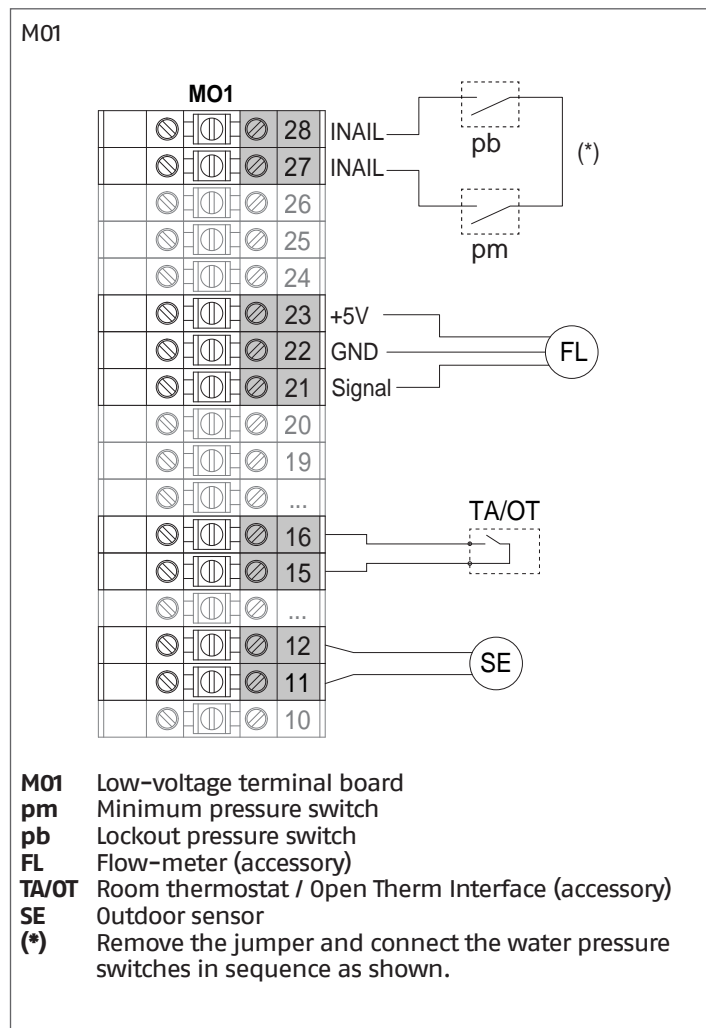 M01
MO1
28 INAIL
27 INAIL
pb
(*)
pm
26
25
24
23 +5V
22 GND
FL
21 Signal
20
19
...
TA/OT
16
15
...
12
SE
11
10
M01 Low-voltage terminal board
pm Minimum pressure switch
pb Lockout pressure switch
FL Flow-meter (accessory)
TA/OT Room thermostat / Open Therm Interface (accessory)
SE Outdoor sensor
(*) Remove the jumper and connect the water pressure
switches in sequence as shown.